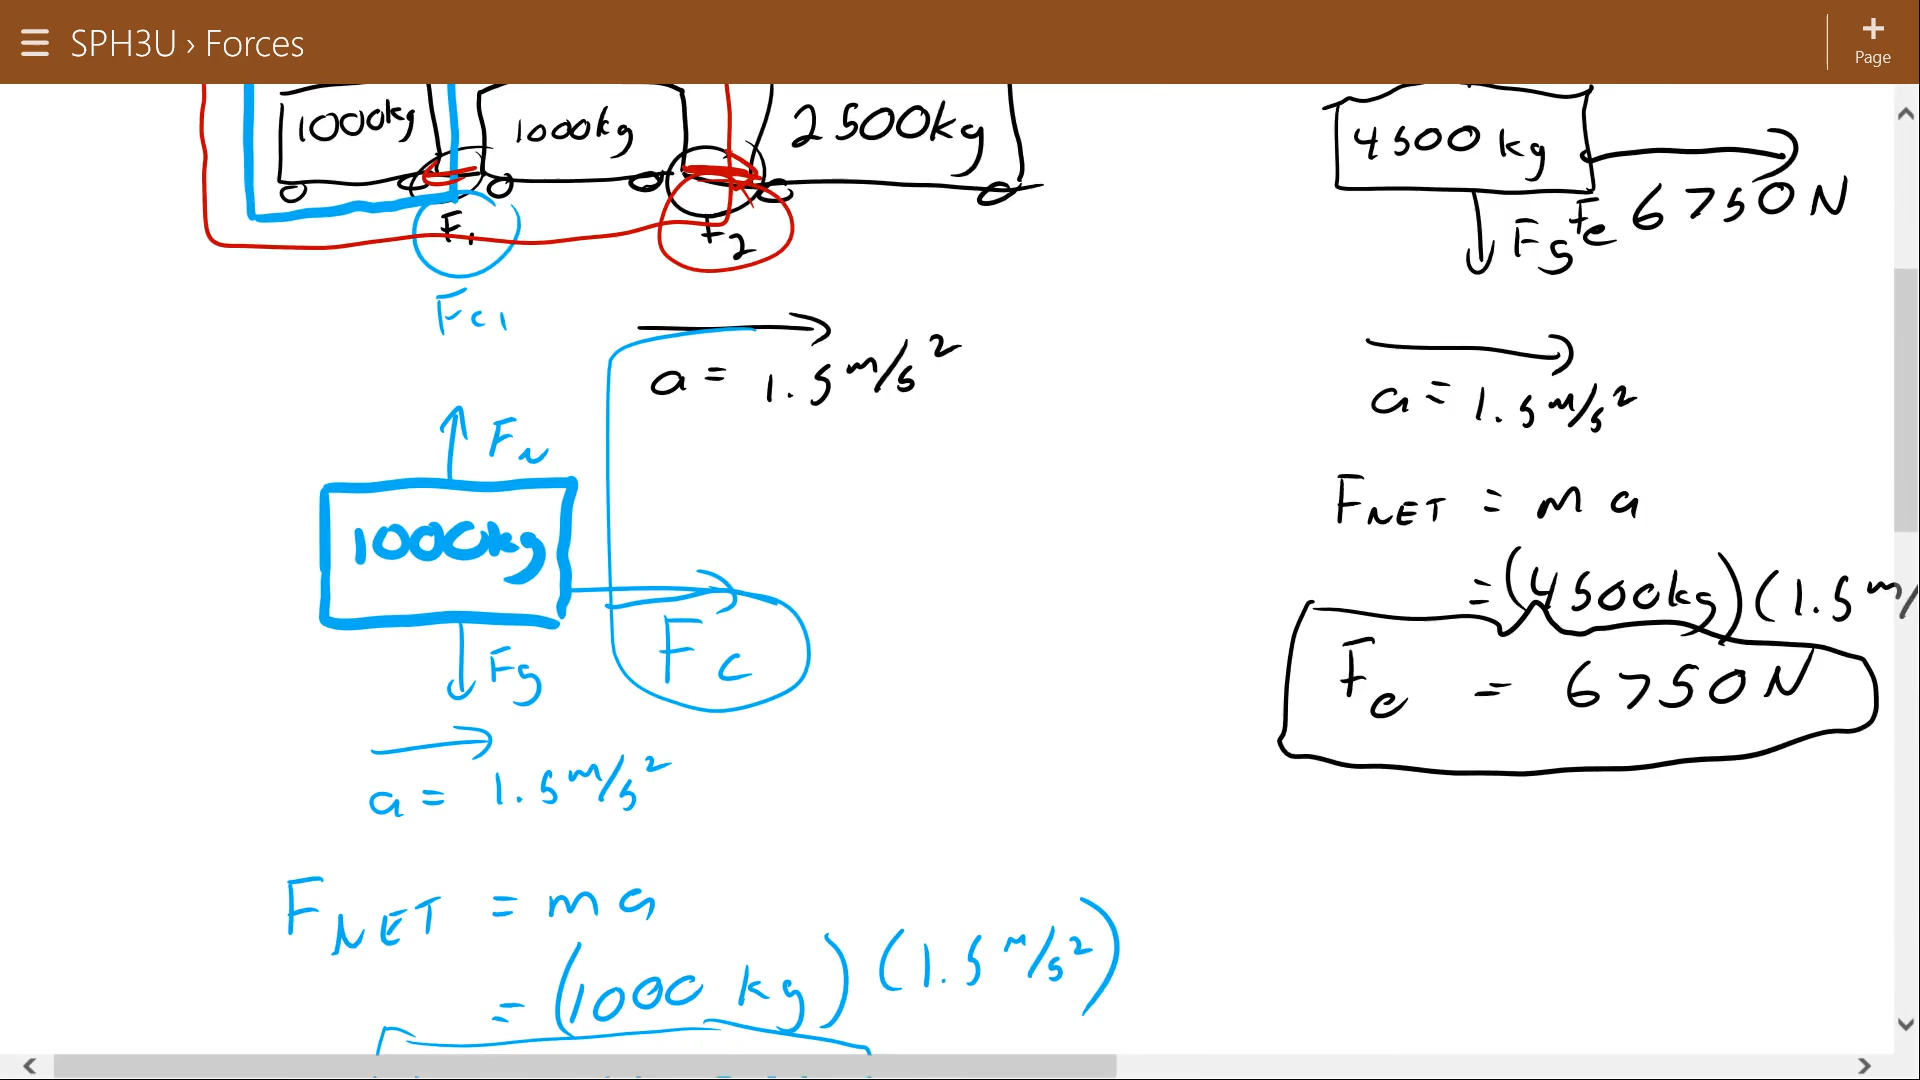 SPH3U › Forces
+
Page
1000kg
1000kg
2500kg
F1
F2
Fc1
a = 1.5 m/s²
FN
1000kg
Fc
Fg
a = 1.5 m/s²
FNET = m a
= (1000 kg) (1.5 m/s²)
4500 kg
Fg
Fe 6750 N
a = 1.5 m/s²
FNET = m a
= (4500kg) (1.5 m/
Fe = 6750 N